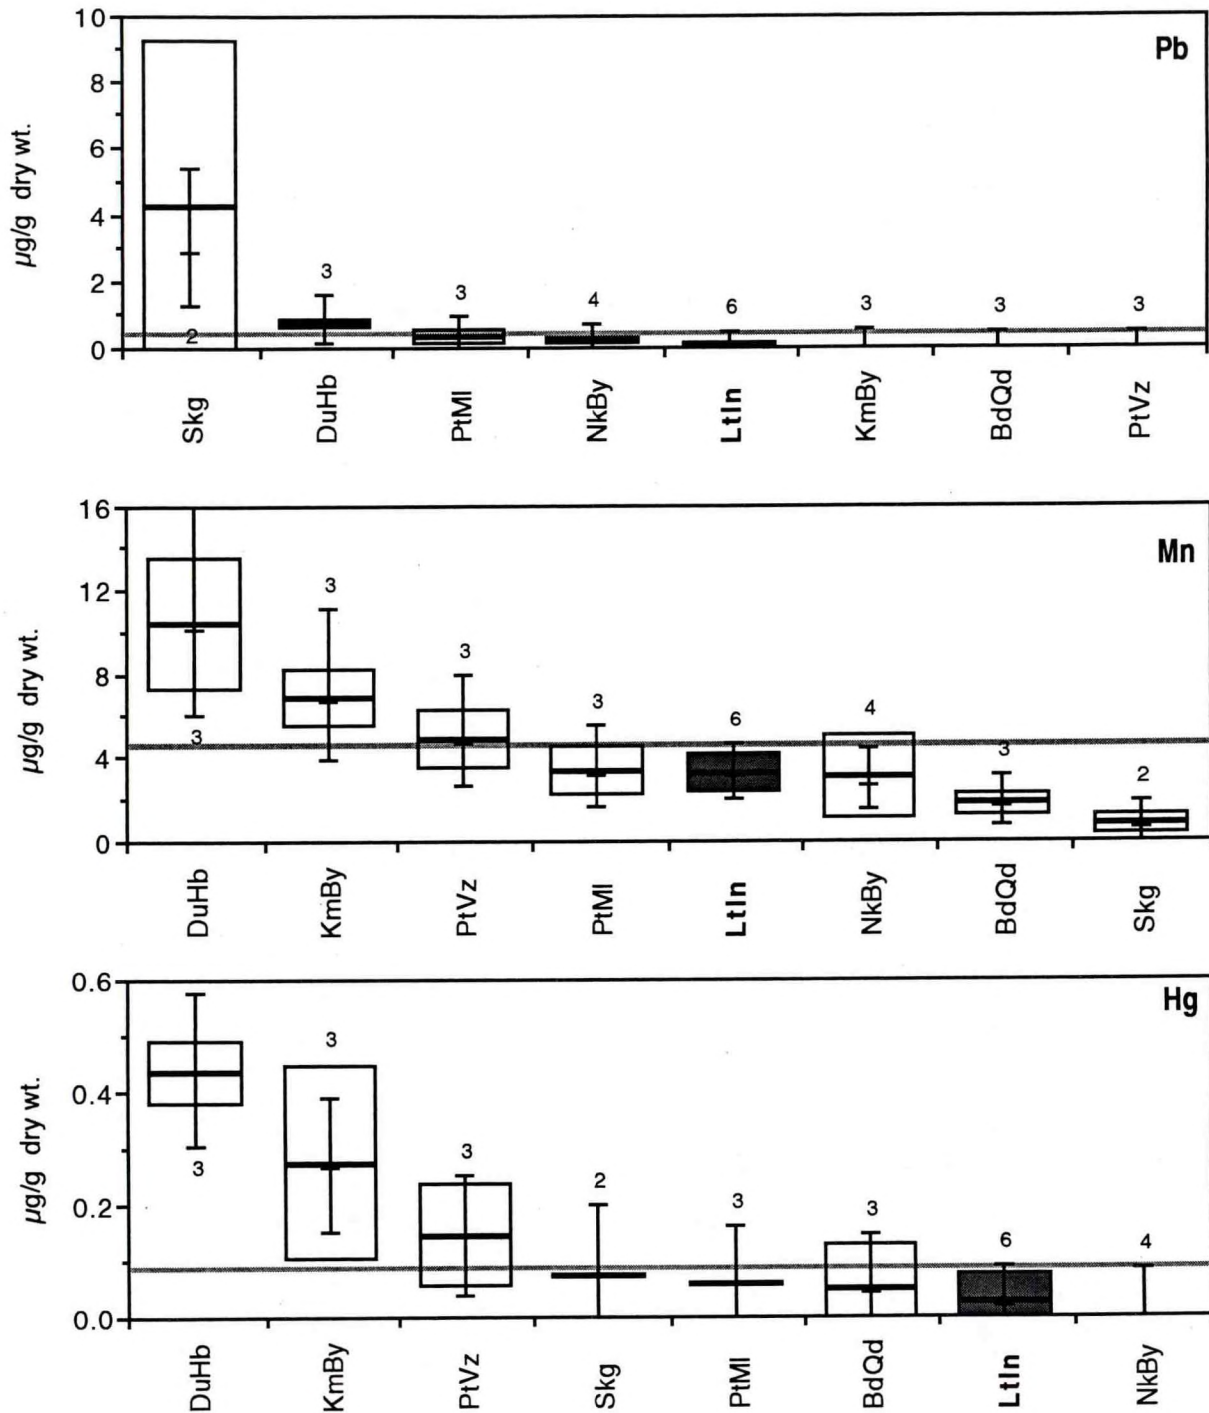 Pb
µg/g dry wt.
10
8
6
4
2
0
2 3 3 4 6 3 3 3
Skg DuHb PtMl NkBy LtIn KmBy BdQd PtVz
Mn
µg/g dry wt.
16
12
8
4
0
3 3 3 3 6 4 3 2
DuHb KmBy PtVz PtMl LtIn NkBy BdQd Skg
Hg
µg/g dry wt.
0.6
0.4
0.2
0.0
3 3 3 2 3 3 6 4
DuHb KmBy PtVz Skg PtMl BdQd LtIn NkBy